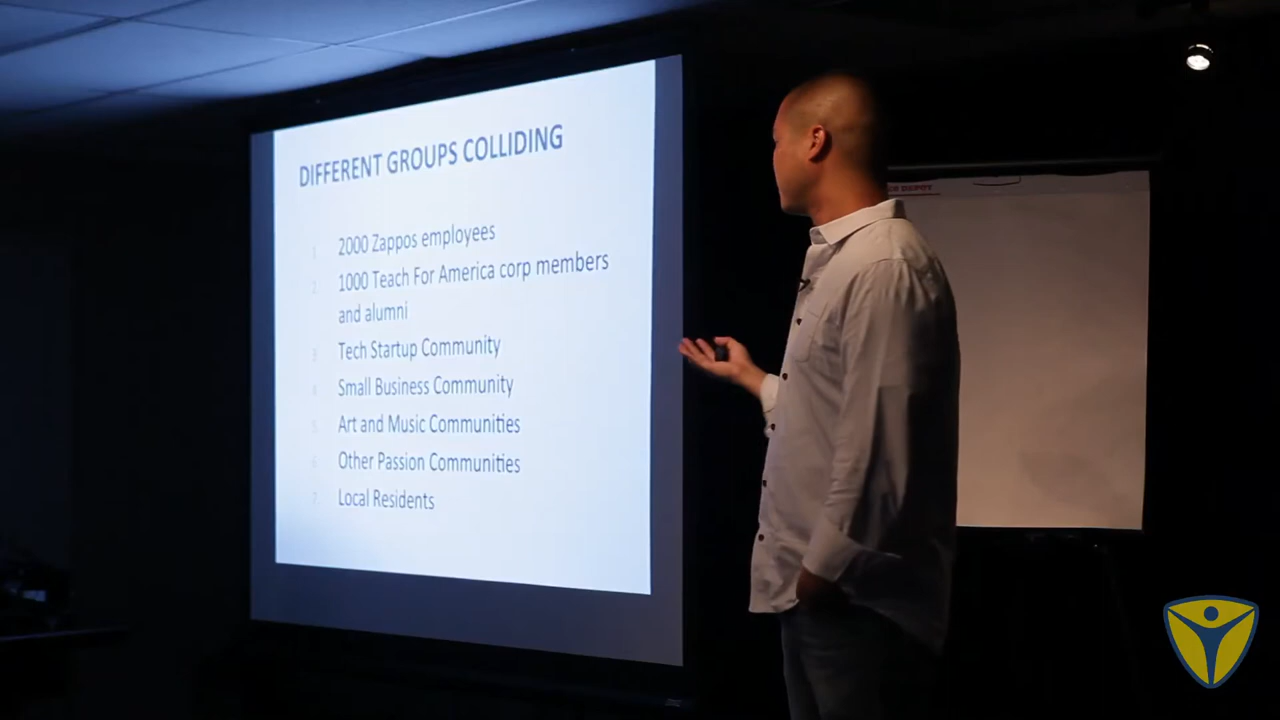 DIFFERENT GROUPS COLLIDING
1. 2000 Zappos employees
2. 1000 Teach For America corp members
and alumni
3. Tech Startup Community
4. Small Business Community
5. Art and Music Communities
6. Other Passion Communities
7. Local Residents
DEPOT